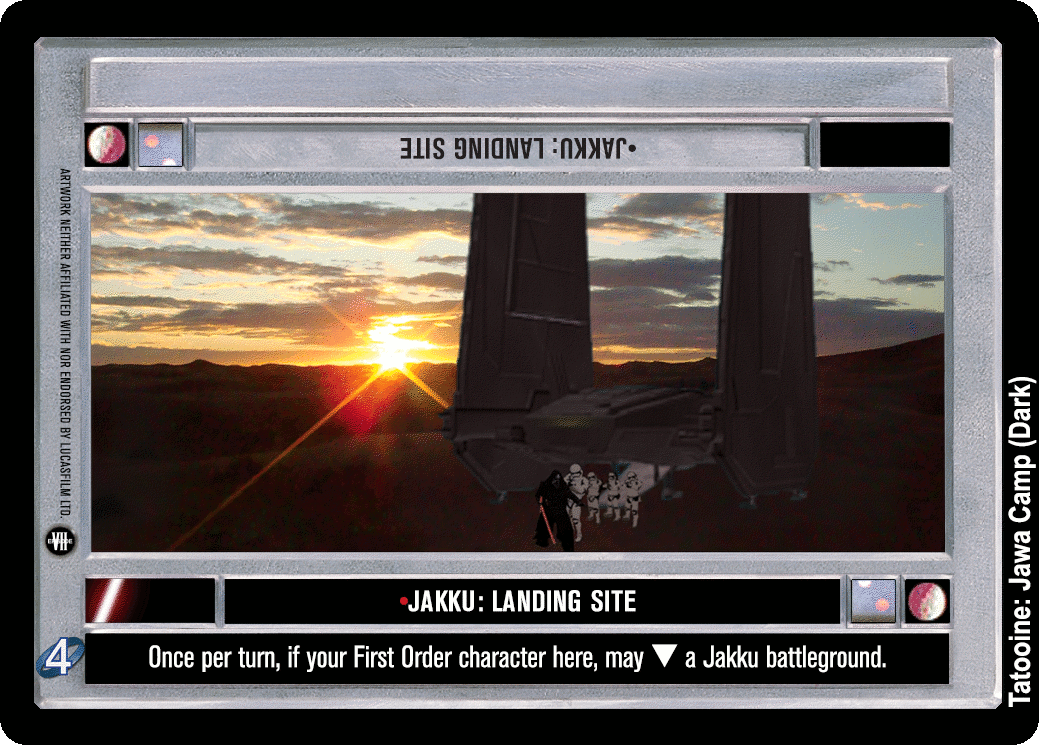 •JAKKU: LANDING SITE
ARTWORK NEITHER AFFILIATED WITH NOR ENDORSED BY LUCASFILM LTD.
EPISODE
VII
•JAKKU: LANDING SITE
4
Once per turn, if your First Order character here, may ▼ a Jakku battleground.
Tatooine: Jawa Camp (Dark)